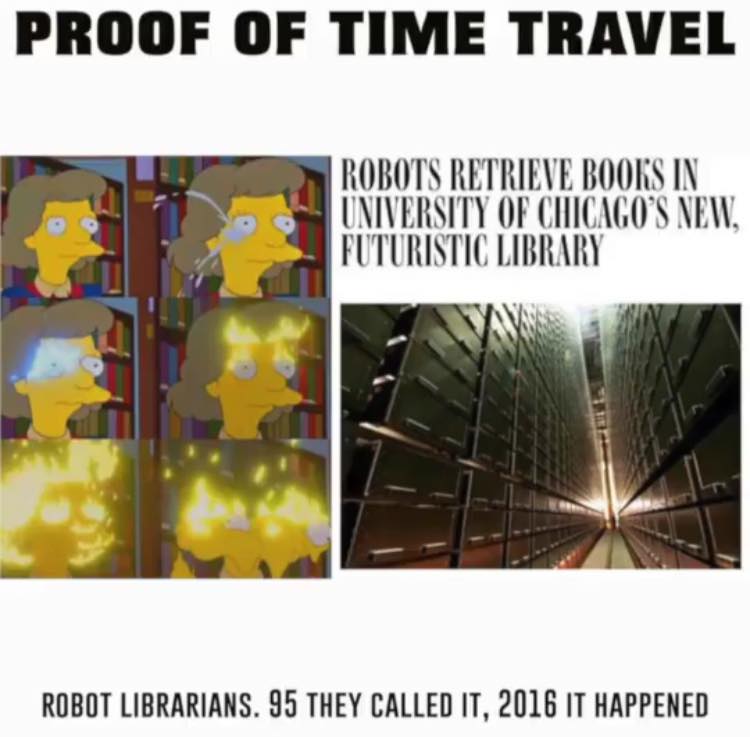 PROOF OF TIME TRAVEL
ROBOTS RETRIEVE BOOKS IN
UNIVERSITY OF CHICAGO'S NEW,
FUTURISTIC LIBRARY
ROBOT LIBRARIANS. 95 THEY CALLED IT, 2016 IT HAPPENED